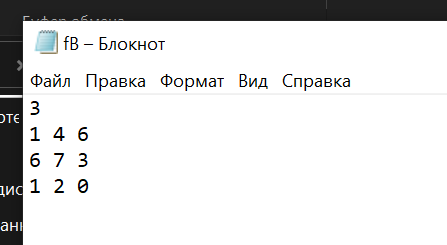 Буфер обмена
fB – Блокнот
Файл Правка Формат Вид Справка
3
1 4 6
6 7 3
1 2 0